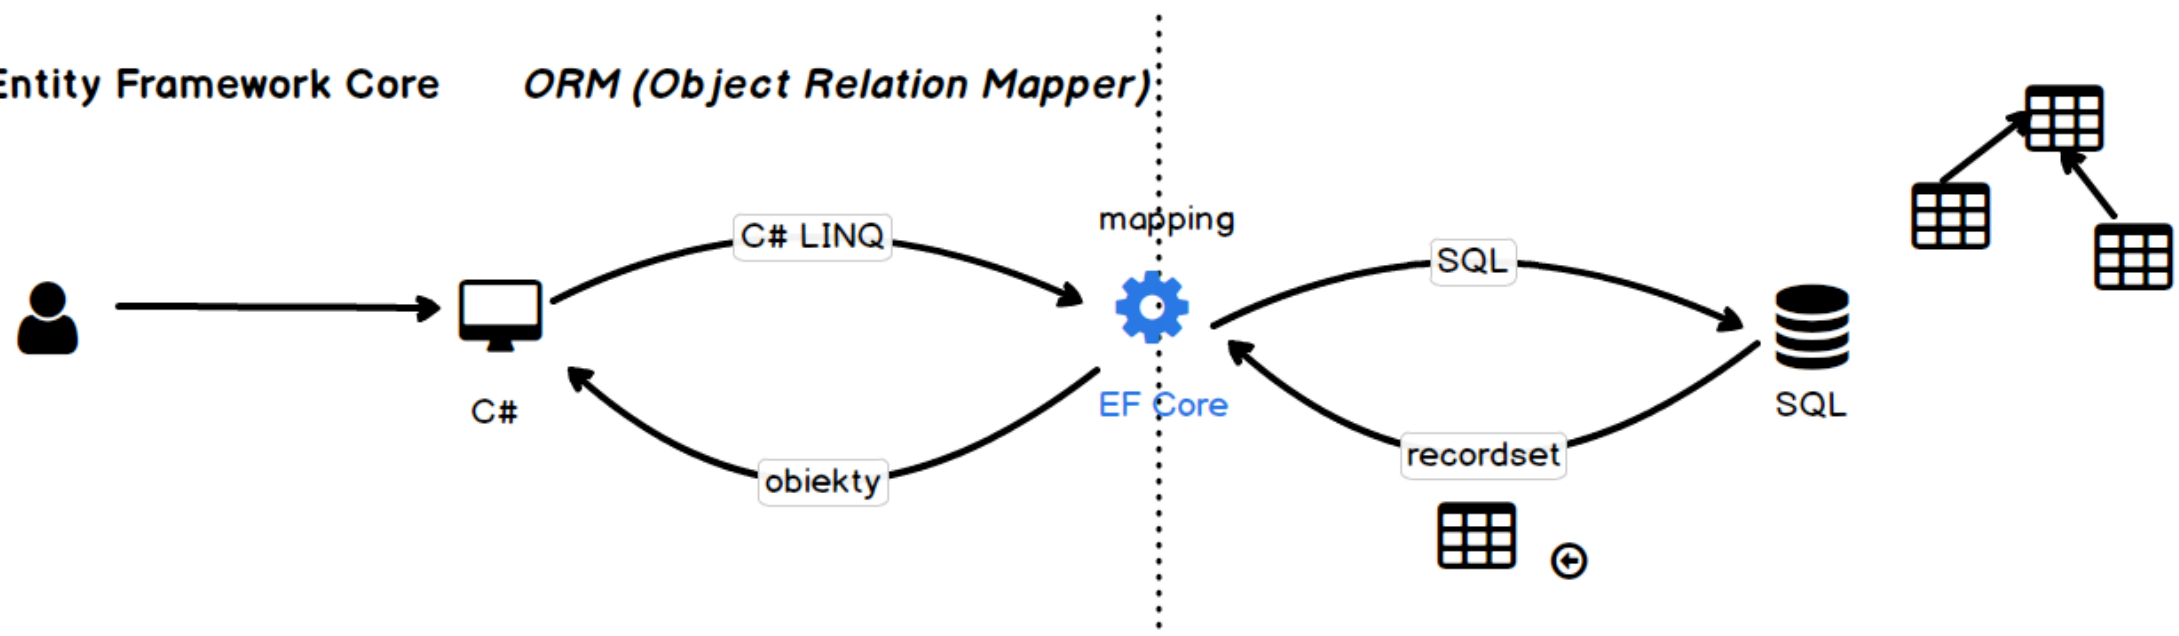 Entity Framework Core
ORM (Object Relation Mapper)
mapping
C# LINQ
SQL
C#
EF Core
SQL
obiekty
recordset